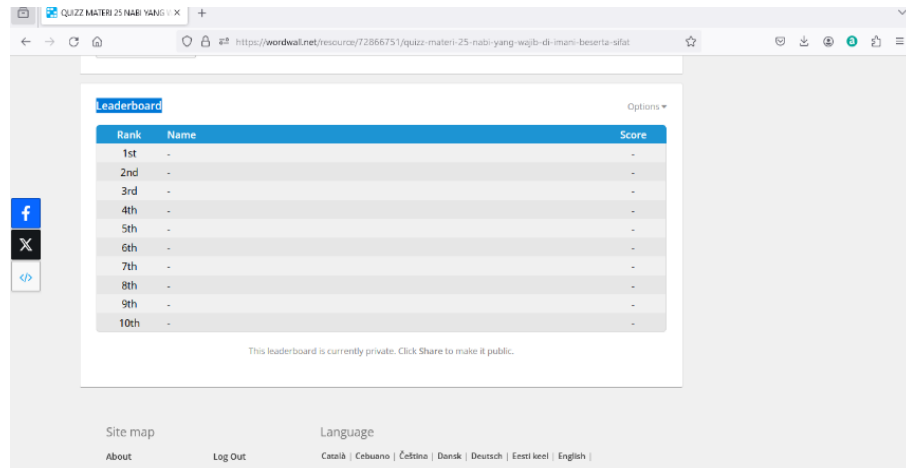 QUIZZ MATERI 25 NABI YANG
https://wordwall.net/resource/72866751/quizz-materi-25-nabi-yang-wajib-di-imani-beserta-sifat
Leaderboard Options
Rank Name Score
1st - -
2nd - -
3rd - -
4th - -
5th - -
6th - -
7th - -
8th - -
9th - -
10th - -
This leaderboard is currently private. Click Share to make it public.
Site map Language
About Log Out Català | Cebuano | Čeština | Dansk | Deutsch | Eesti keel | English |